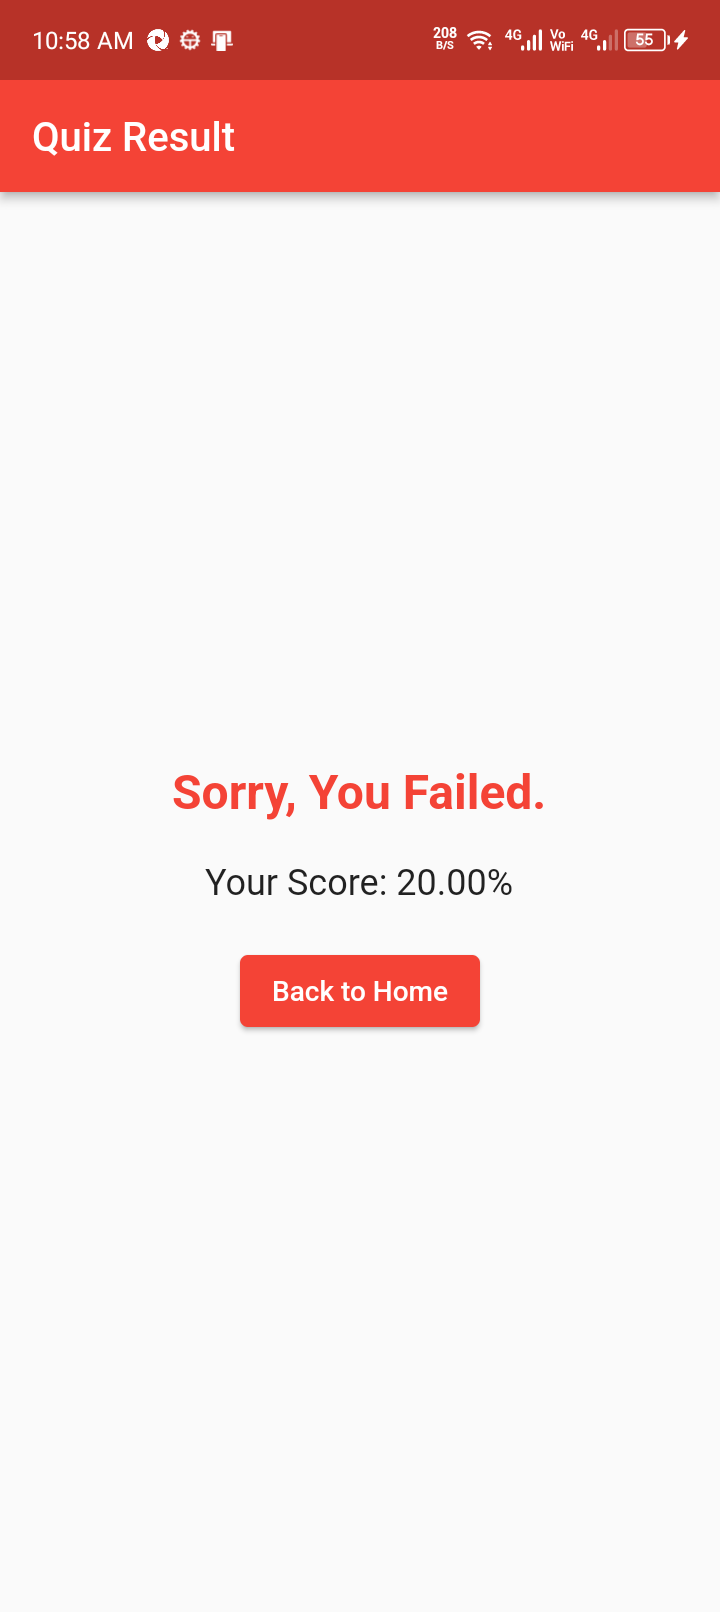 10:58 AM 208 B/S 4G Vo WiFi 4G 55
Quiz Result
Sorry, You Failed.
Your Score: 20.00%
Back to Home